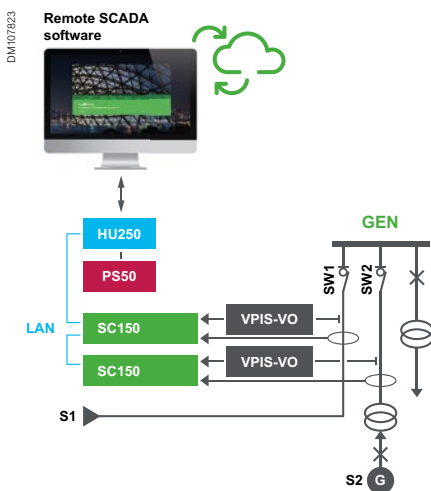 DM107823
Remote SCADA
software
GEN
HU250
SW1
SW2
PS50
LAN
SC150
VPIS-VO
SC150
VPIS-VO
S1
S2
G